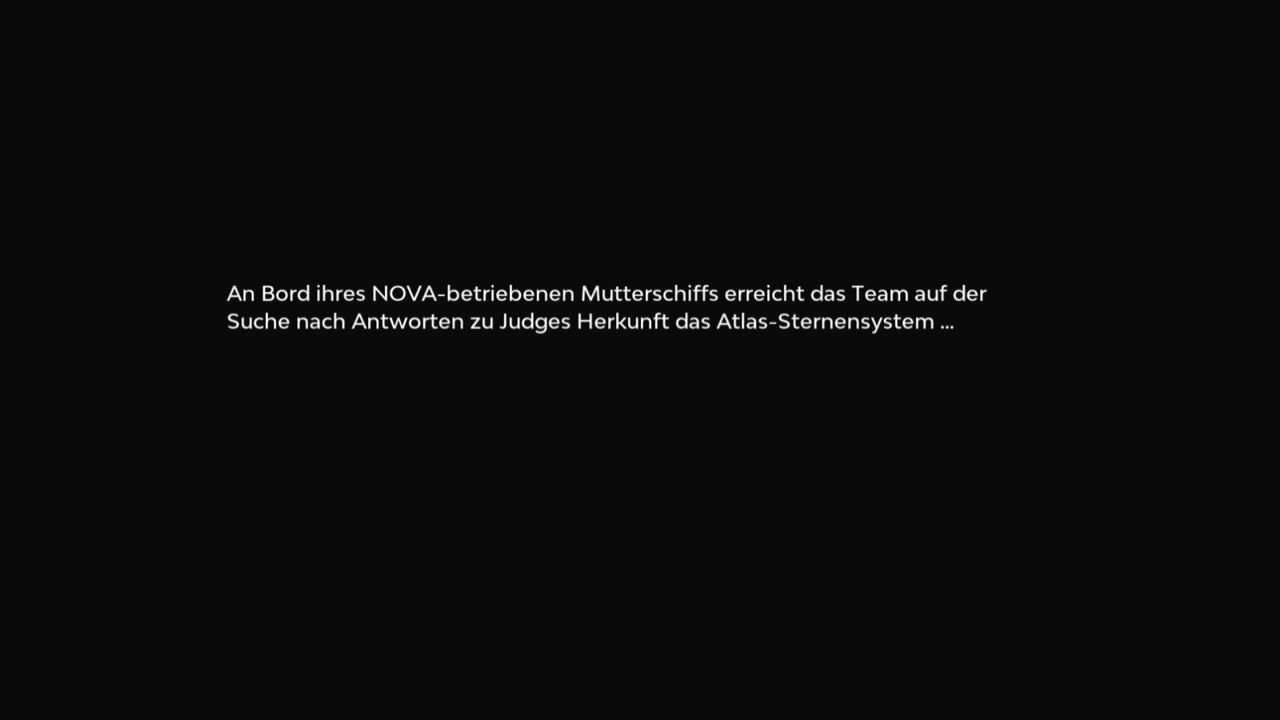 An Bord ihres NOVA-betriebenen Mutterschiffs erreicht das Team auf der
Suche nach Antworten zu Judges Herkunft das Atlas-Sternensystem ...